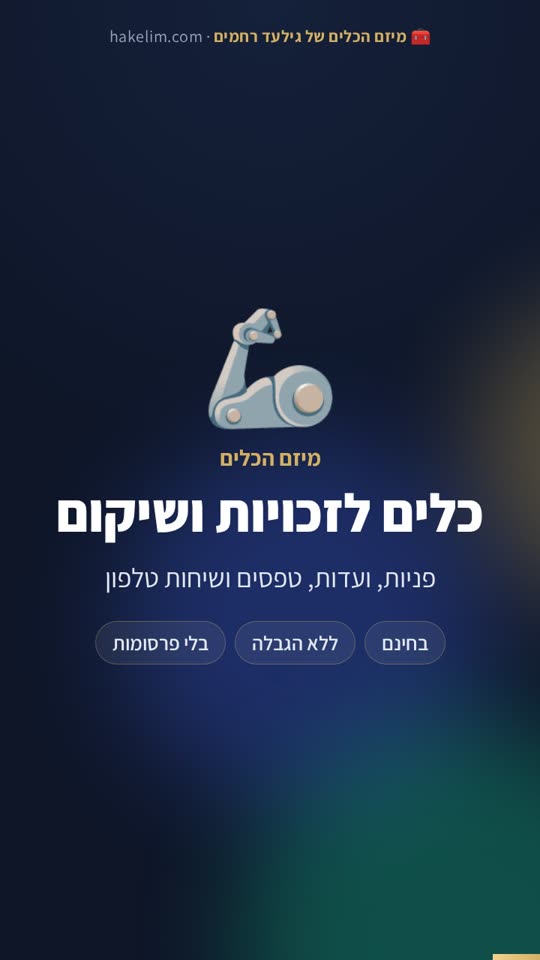 🧰 מיזם הכלים של גילעד רחמים · hakelim.com
מיזם הכלים
כלים לזכויות ושיקום
פניות, ועדות, טפסים ושיחות טלפון
בחינם
ללא הגבלה
בלי פרסומות